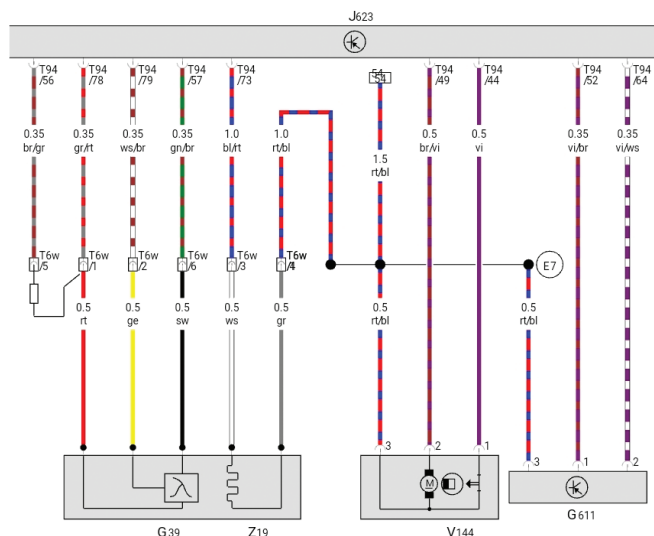 J623
T94 T94 T94 T94 T94 54 T94 T94 T94 T94
/56 /78 /79 /57 /73 54 /49 /44 /52 /64
0.35 0.35 0.35 0.35 1.0 1.0 0.5 0.5 0.35 0.35
br/gr gr/rt ws/br gn/br bl/rt rt/bl br/vi vi vi/br vi/ws
1.5
rt/bl
T6w T6w T6w T6w T6w T6w
/5 /1 /2 /6 /3 /4
E7
0.5 0.5 0.5 0.5 0.5 0.5 0.5
rt ge sw ws gr rt/bl rt/bl
3 2 1 3 1 2
M
G39 Z19 V144 G611